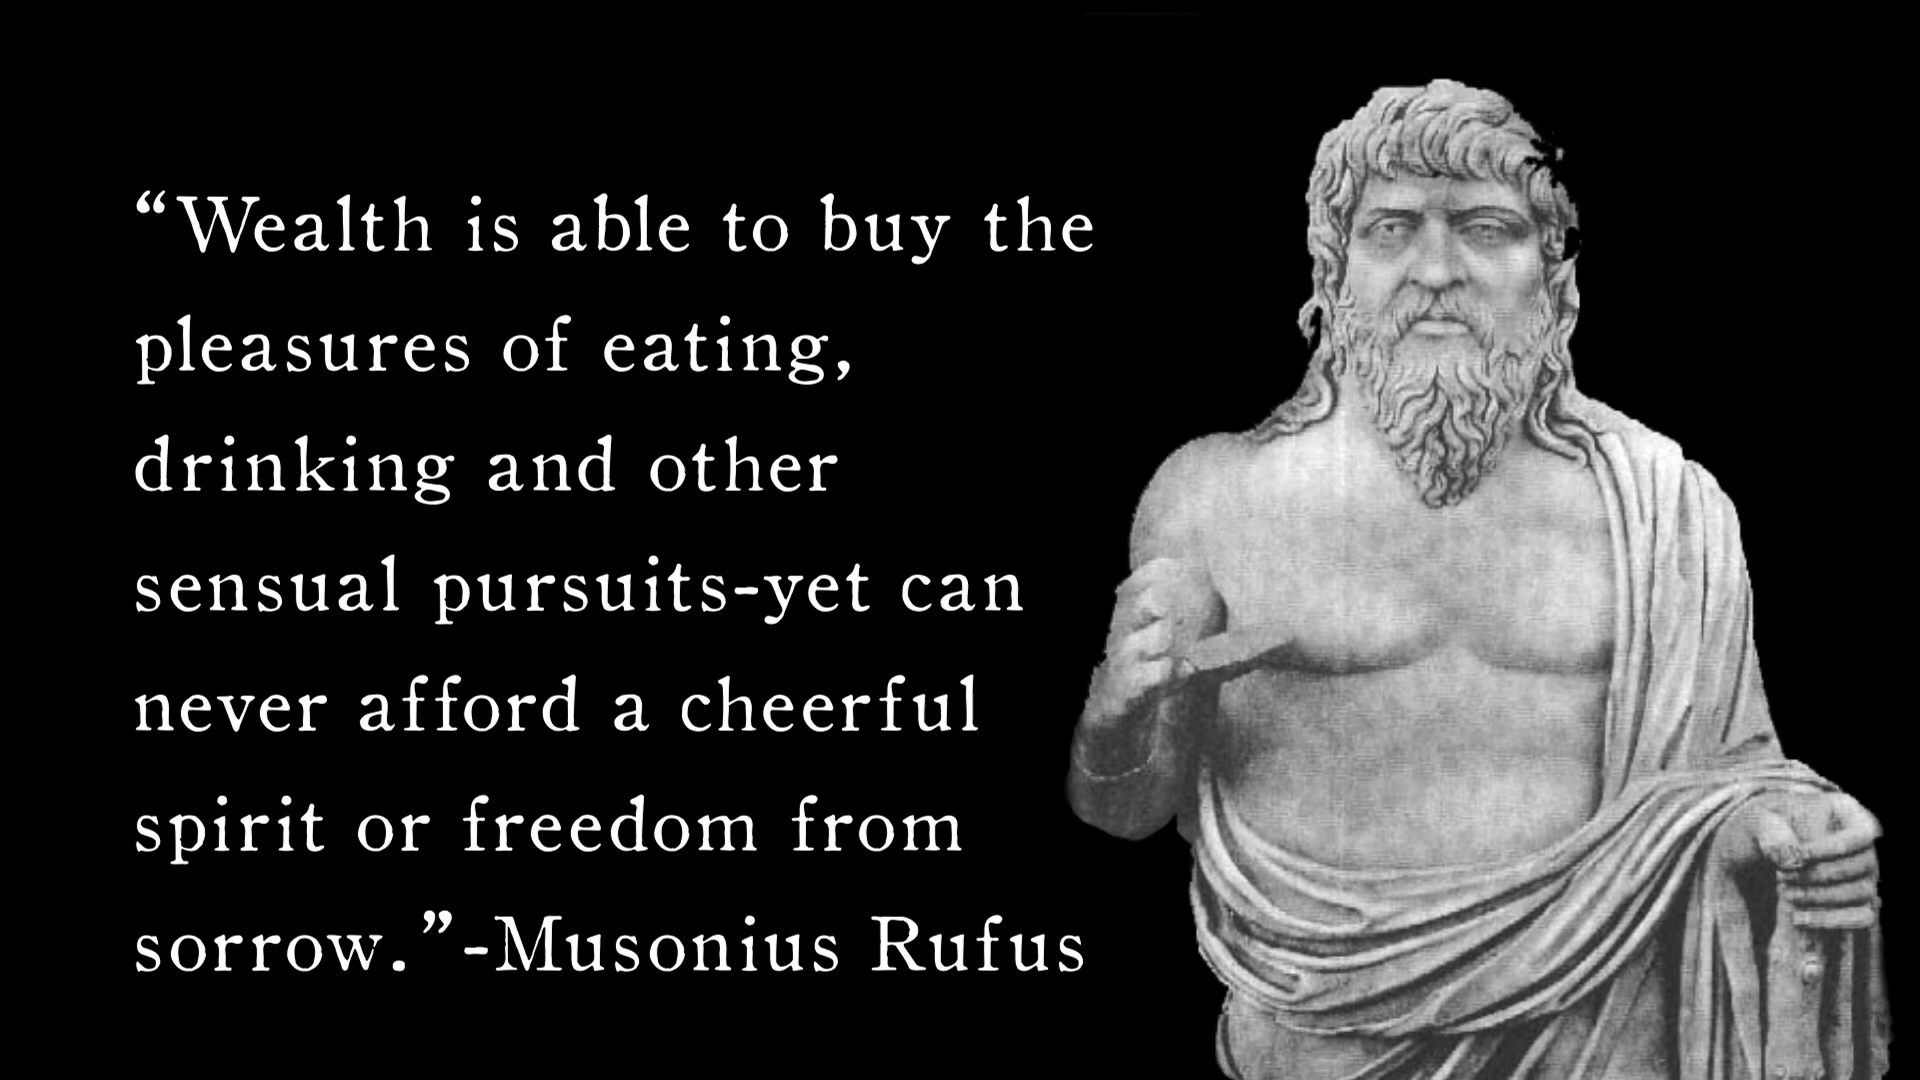 “Wealth is able to buy the
pleasures of eating,
drinking and other
sensual pursuits-yet can
never afford a cheerful
spirit or freedom from
sorrow.”-Musonius Rufus